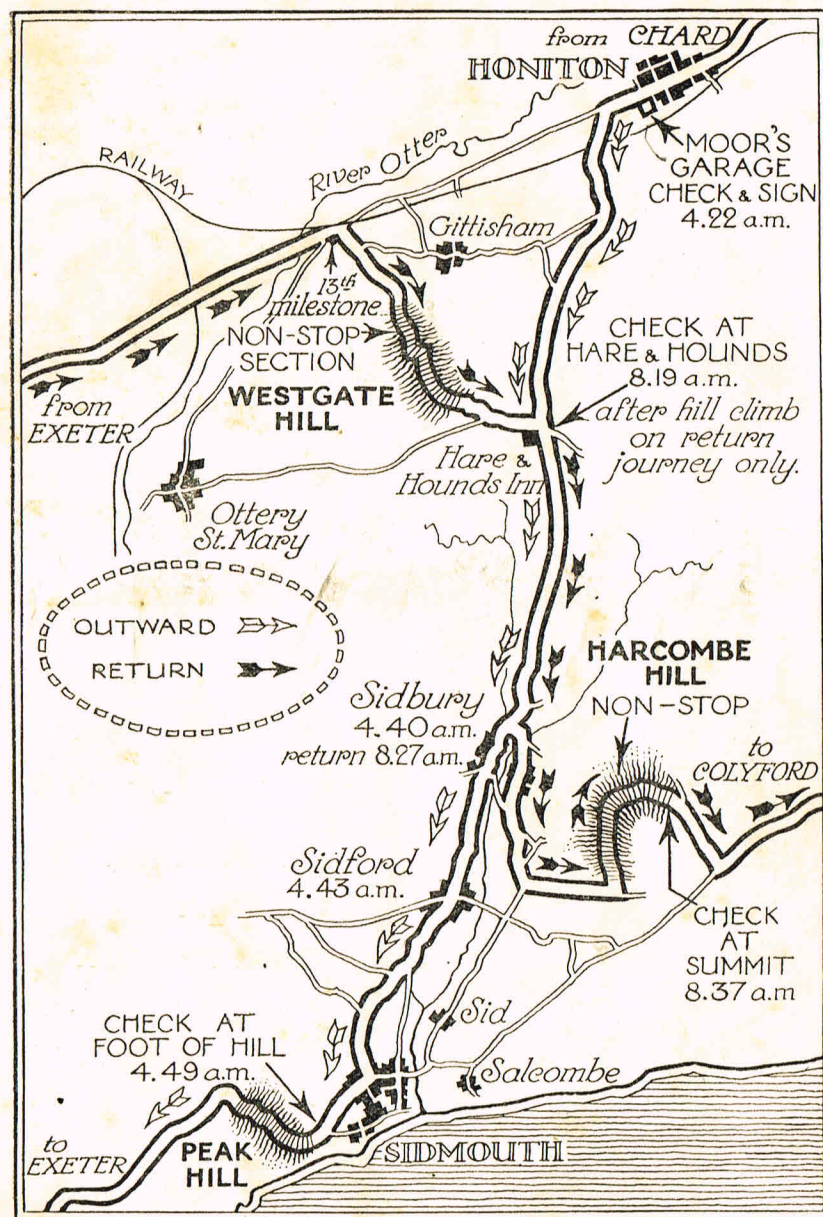 from CHARD
HONITON
MOOR'S
GARAGE
CHECK & SIGN
4.22 a.m.
RAILWAY
River Otter
Gittisham
13th
milestone
NON-STOP
SECTION
WESTGATE
HILL
from
EXETER
CHECK AT
HARE & HOUNDS
8.19 a.m.
after hill climb
on return
journey only.
Hare &
Hounds Inn
Ottery
St. Mary
OUTWARD
RETURN
HARCOMBE
HILL
NON-STOP
Sidbury
4.40 a.m.
return 8.27 a.m.
to
COLYFORD
Sidford
4.43 a.m.
CHECK
AT
SUMMIT
8.37 a.m
Sid
CHECK AT
FOOT OF HILL
4.49 a.m.
Salcombe
to
EXETER
PEAK
HILL
SIDMOUTH